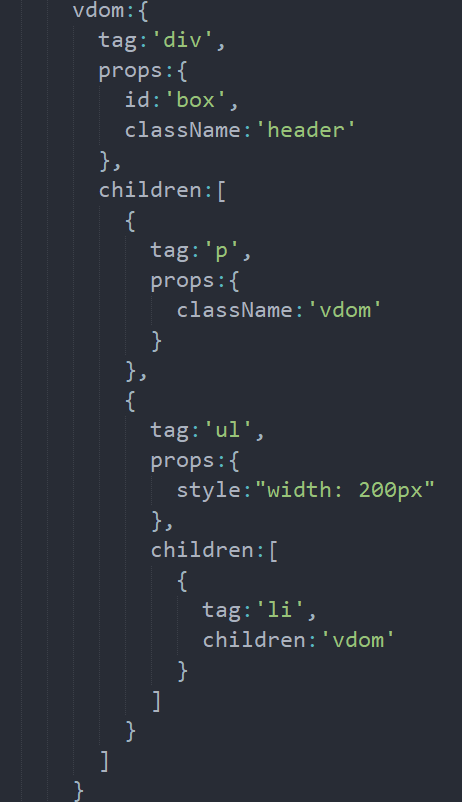 vdom:{
  tag:'div',
  props:{
    id:'box',
    className:'header'
  },
  children:[
    {
      tag:'p',
      props:{
        className:'vdom'
      }
    },
    {
      tag:'ul',
      props:{
        style:"width: 200px"
      },
      children:[
        {
          tag:'li',
          children:'vdom'
        }
      ]
    }
  ]
}